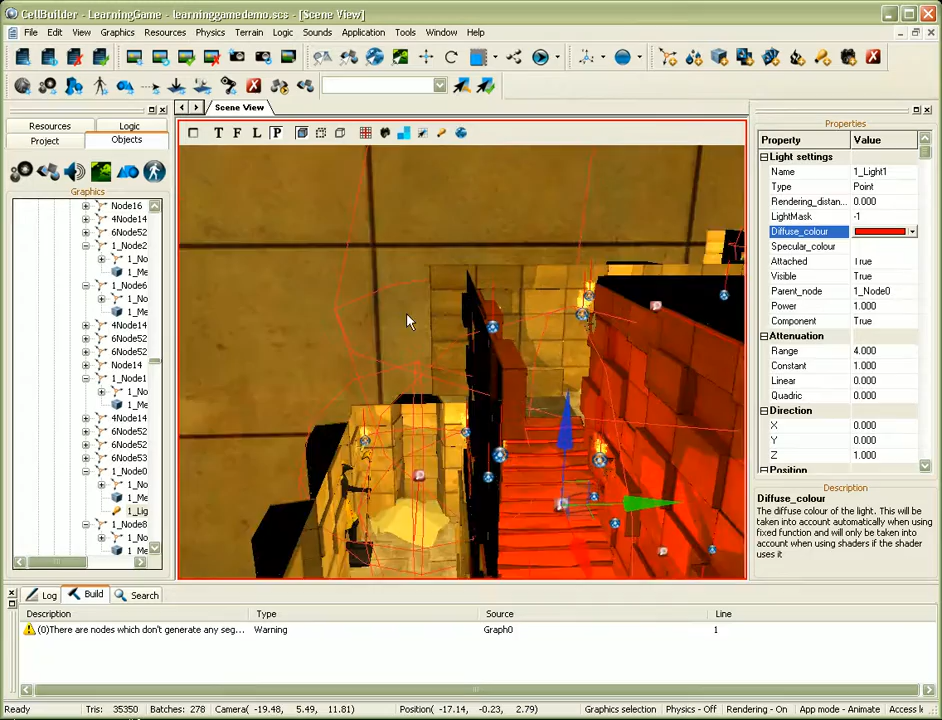 CellBuilder - LearningGame - learninggamedemo.scs - [Scene View]
File Edit View Graphics Resources Physics Terrain Logic Sounds Application Tools Window Help
Scene View
Resources Logic
Project Objects
T F L P
Graphics
Node16
4Node14
6Node52
1_Node2
1_No
1_Me
1_Node6
1_No
1_Me
4Node14
6Node52
6Node52
Node14
1_Node1
1_No
1_Me
4Node14
6Node52
6Node52
6Node53
1_Node0
1_No
1_Me
1_Lig
1_Node8
1_No
1_Me
Properties
Property Value
Light settings
Name 1_Light1
Type Point
Rendering_distan... 0.000
LightMask -1
Diffuse_colour
Specular_colour
Attached True
Visible True
Parent_node 1_Node0
Power 1.000
Component True
Attenuation
Range 4.000
Constant 1.000
Linear 0.000
Quadric 0.000
Direction
X 0.000
Y 0.000
Z 1.000
Position
Description
Diffuse_colour
The diffuse colour of the light. This will be
taken into account automatically when using
fixed function and will only be taken into
account when using shaders if the shader
uses it
Log Build Search
Description Type Source Line
(0)There are nodes which don't generate any seg... Warning Graph0 1
Ready Tris: 35350 Batches: 278 Camera( -19.48, 5.49, 11.81) Position( -17.14, -0.23, 2.79) Graphics selection Physics - Off Rendering - On App mode - Animate Access k